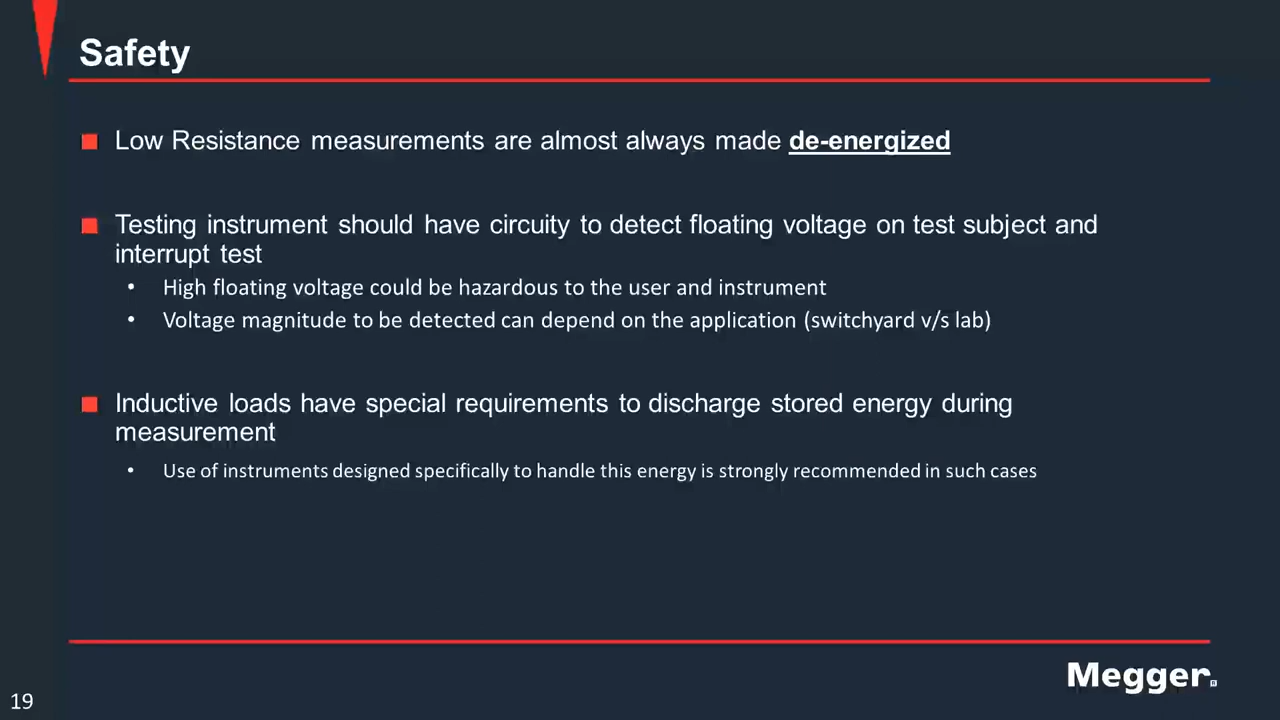 Safety
Low Resistance measurements are almost always made de-energized
Testing instrument should have circuity to detect floating voltage on test subject and
interrupt test
• High floating voltage could be hazardous to the user and instrument
• Voltage magnitude to be detected can depend on the application (switchyard v/s lab)
Inductive loads have special requirements to discharge stored energy during
measurement
• Use of instruments designed specifically to handle this energy is strongly recommended in such cases
Megger.
19